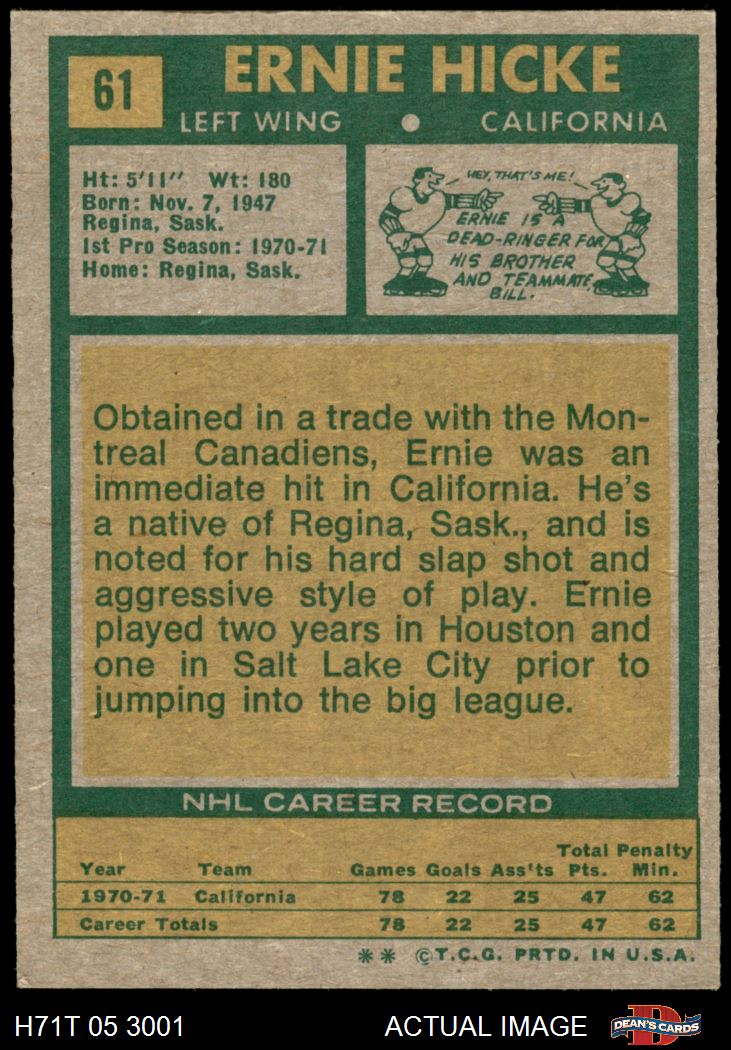 61
ERNIE HICKE
LEFT WING • CALIFORNIA
Ht: 5'11" Wt: 180
Born: Nov. 7, 1947
Regina, Sask.
1st Pro Season: 1970-71
Home: Regina, Sask.
HEY, THAT'S ME!
ERNIE IS A
DEAD-RINGER FOR
HIS BROTHER
AND TEAMMATE,
BILL.
Obtained in a trade with the Mon-
treal Canadiens, Ernie was an
immediate hit in California. He's
a native of Regina, Sask., and is
noted for his hard slap shot and
aggressive style of play. Ernie
played two years in Houston and
one in Salt Lake City prior to
jumping into the big league.
NHL CAREER RECORD
Year Team Games Goals Ass'ts Total Pts. Penalty Min.
1970-71 California 78 22 25 47 62
Career Totals 78 22 25 47 62
** ©T.C.G. PRTD. IN U.S.A.
H71T 05 3001 ACTUAL IMAGE
D
DEAN'S CARDS